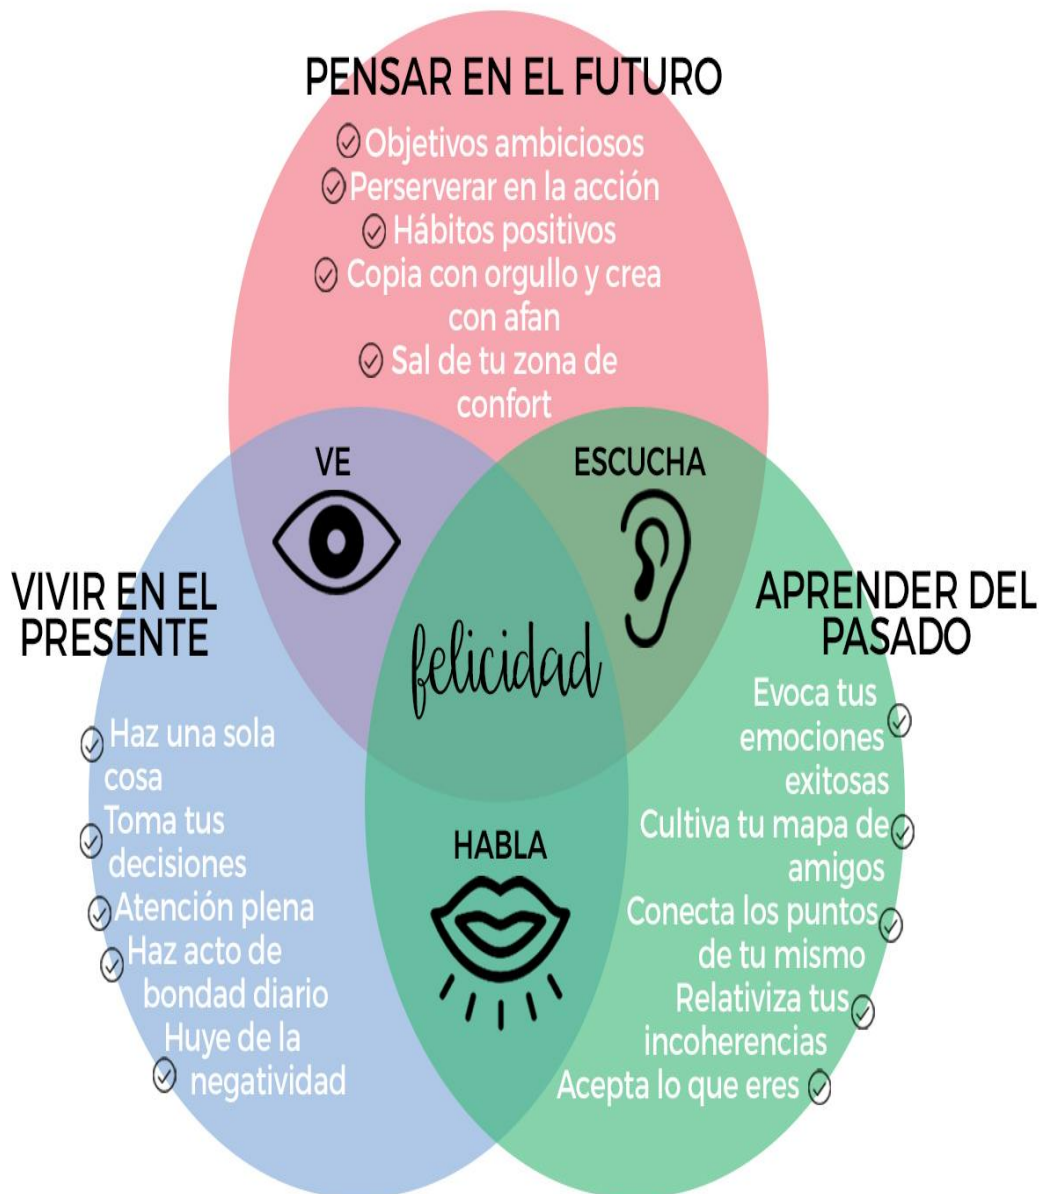 PENSAR EN EL FUTURO
Objetivos ambiciosos
Perserverar en la acción
Hábitos positivos
Copia con orgullo y crea
con afan
Sal de tu zona de
confort
VE
ESCUCHA
felicidad
HABLA
VIVIR EN EL
PRESENTE
Haz una sola
cosa
Toma tus
decisiones
Atención plena
Haz acto de
bondad diario
Huye de la
negatividad
APRENDER DEL
PASADO
Evoca tus
emociones
exitosas
Cultiva tu mapa de
amigos
Conecta los puntos
de tu mismo
Relativiza tus
incoherencias
Acepta lo que eres